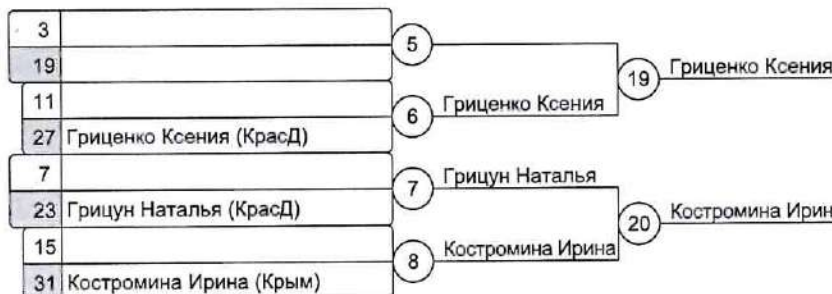 3
5
19
19 Гриценко Ксения
11
6 Гриценко Ксения
27 Гриценко Ксения (КрасД)
7
7 Грицун Наталья
23 Грицун Наталья (КрасД)
20 Костромина Ирин
15
8 Костромина Ирина
31 Костромина Ирина (Крым)